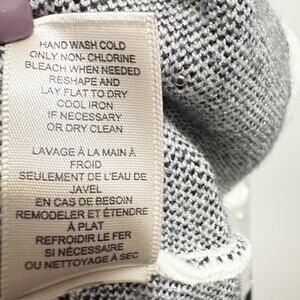 HAND WASH COLD
ONLY NON-CHLORINE
BLEACH WHEN NEEDED
RESHAPE AND
LAY FLAT TO DRY
COOL IRON
IF NECESSARY
OR DRY CLEAN
LAVAGE À LA MAIN À
FROID
SEULEMENT DE L'EAU DE
JAVEL
EN CAS DE BESOIN
REMODELER ET ÉTENDRE
À PLAT
REFROIDIR LE FER
SI NÉCESSAIRE
OU NETTOYAGE À SEC